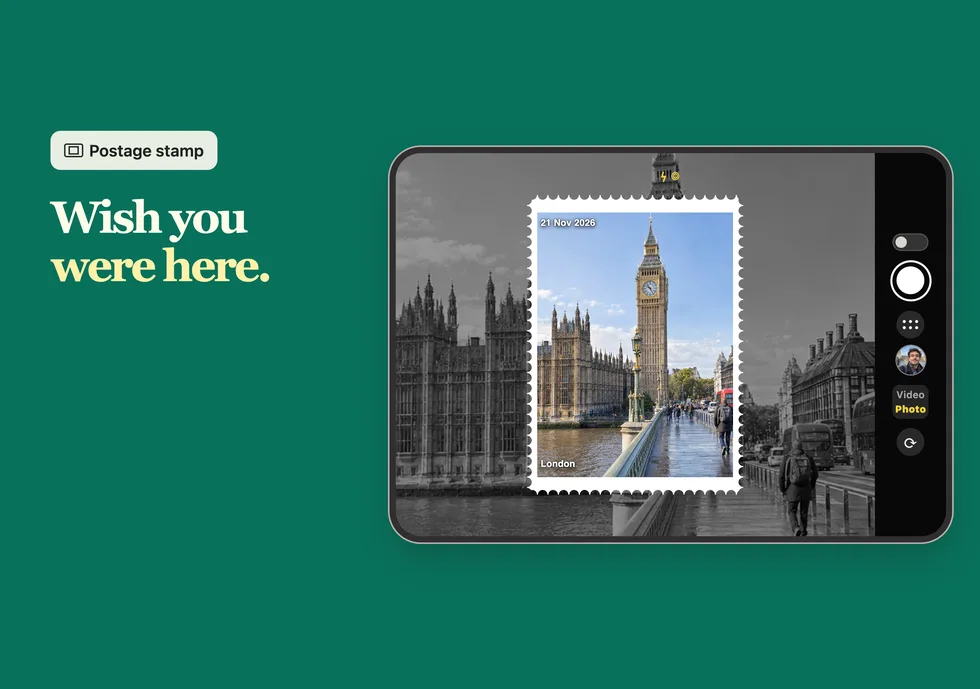 Postage stamp
Wish you
were here.
21 Nov 2026
London
Video
Photo